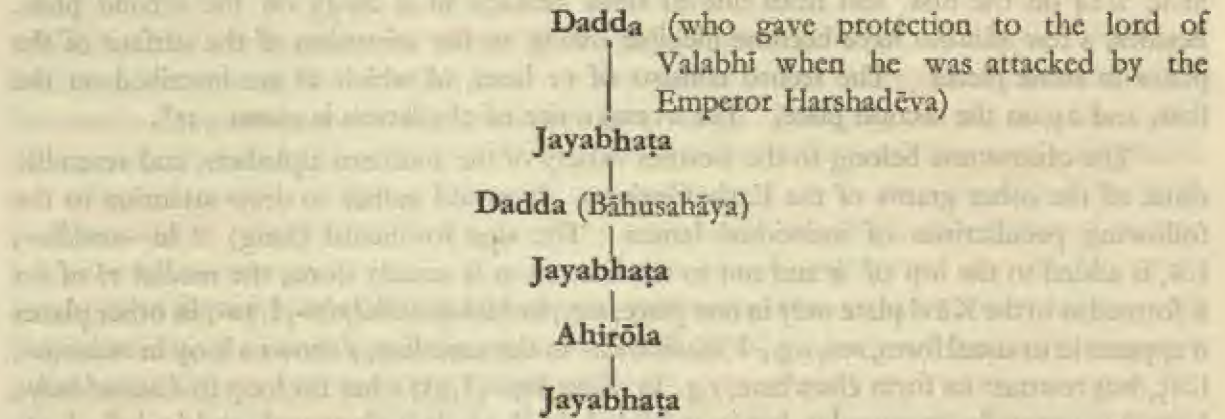 Dadda (who gave protection to the lord of
Valabhī when he was attacked by the
Emperor Harshadēva)
Jayabhaṭa
Dadda (Bāhusahāya)
Jayabhaṭa
Ahirōla
Jayabhaṭa